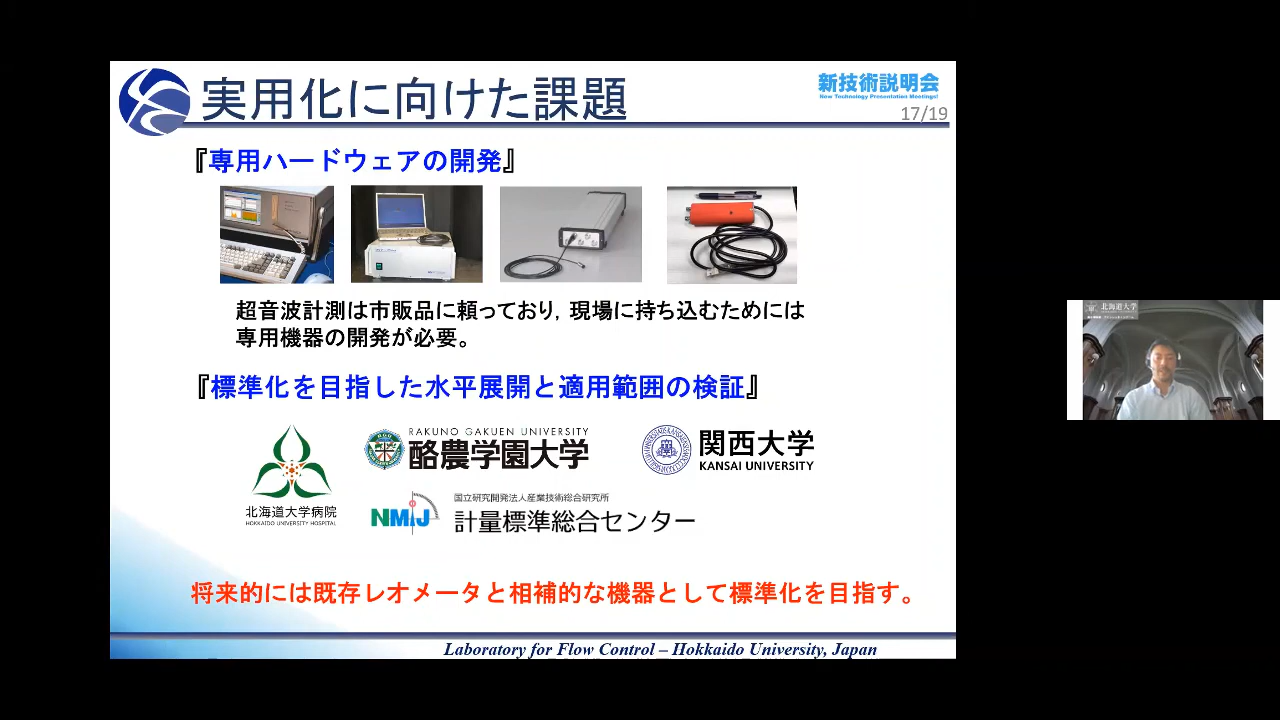 実用化に向けた課題
新技術説明会
New Technology Presentation Meetings!
17/19
『専用ハードウェアの開発』
超音波計測は市販品に頼っており，現場に持ち込むためには
専用機器の開発が必要。
『標準化を目指した水平展開と適用範囲の検証』
RAKUNO GAKUEN UNIVERSITY
酪農学園大学
関西大学
KANSAI UNIVERSITY
北海道大学病院
HOKKAIDO UNIVERSITY HOSPITAL
国立研究開発法人産業技術総合研究所
NMIJ
計量標準総合センター
将来的には既存レオメータと相補的な機器として標準化を目指す。
Laboratory for Flow Control – Hokkaido University, Japan
北海道大学